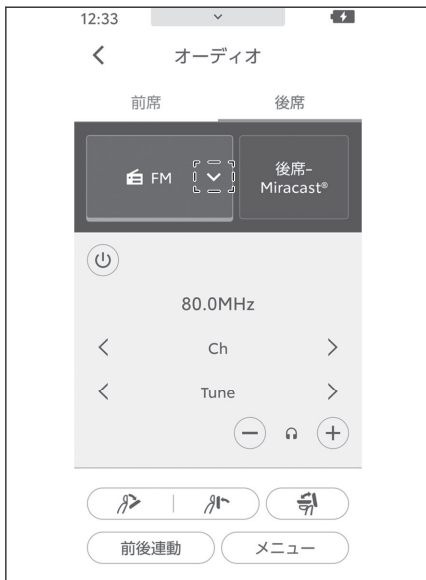 12:33
オーディオ
前席 後席
FM
後席-
Miracast®
80.0MHz
Ch
Tune
前後連動 メニュー